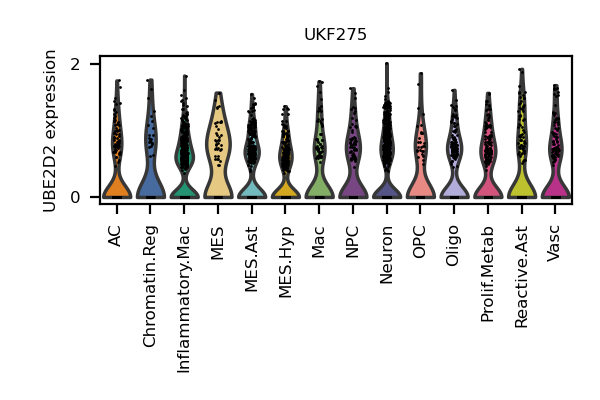 UKF275
UBE2D2 expression
2
0
AC
Chromatin.Reg
Inflammatory.Mac
MES
MES.Ast
MES.Hyp
Mac
NPC
Neuron
OPC
Oligo
Prolif.Metab
Reactive.Ast
Vasc